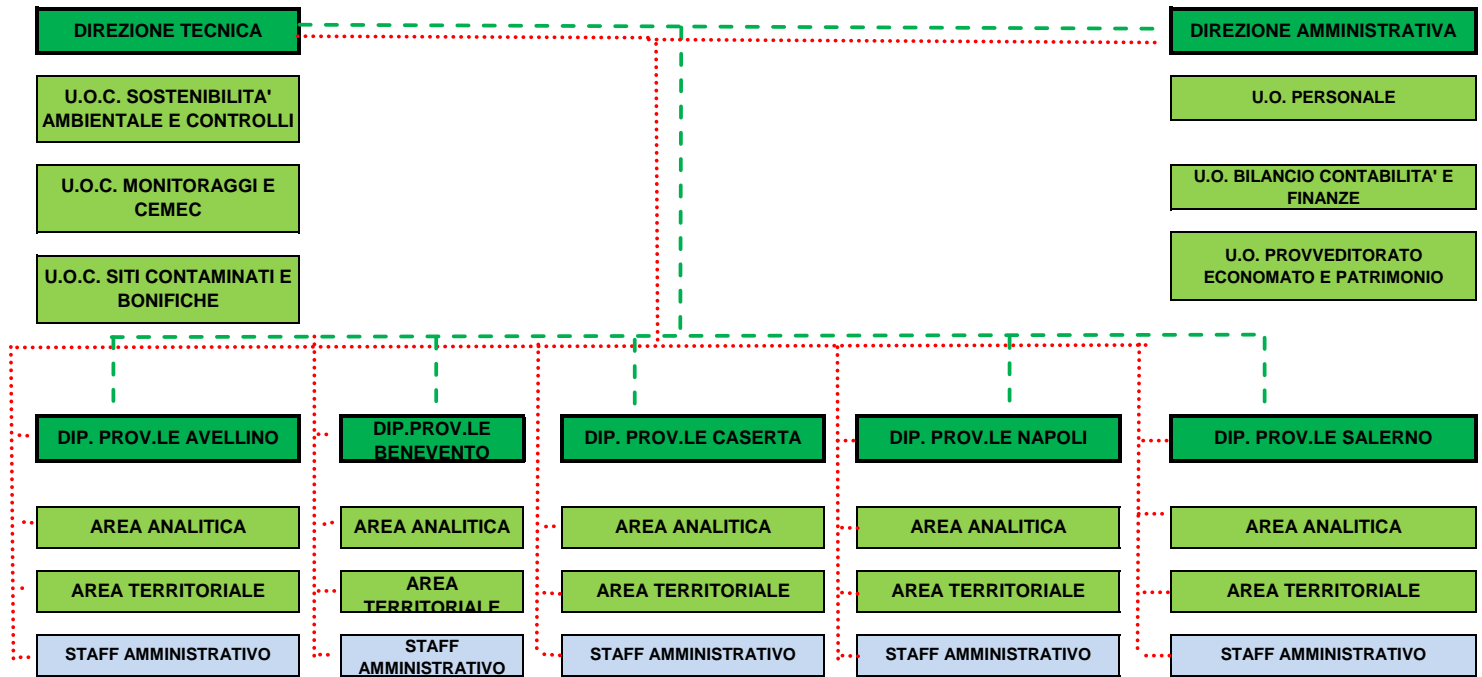 DIREZIONE TECNICA
DIREZIONE AMMINISTRATIVA
U.O.C. SOSTENIBILITA'
AMBIENTALE E CONTROLLI
U.O. PERSONALE
U.O.C. MONITORAGGI E
CEMEC
U.O. BILANCIO CONTABILITA' E
FINANZE
U.O.C. SITI CONTAMINATI E
BONIFICHE
U.O. PROVVEDITORATO
ECONOMATO E PATRIMONIO
DIP. PROV.LE AVELLINO
DIP.PROV.LE
BENEVENTO
DIP. PROV.LE CASERTA
DIP. PROV.LE NAPOLI
DIP. PROV.LE SALERNO
AREA ANALITICA
AREA ANALITICA
AREA ANALITICA
AREA ANALITICA
AREA ANALITICA
AREA TERRITORIALE
AREA
TERRITORIALE
AREA TERRITORIALE
AREA TERRITORIALE
AREA TERRITORIALE
STAFF AMMINISTRATIVO
STAFF
AMMINISTRATIVO
STAFF AMMINISTRATIVO
STAFF AMMINISTRATIVO
STAFF AMMINISTRATIVO